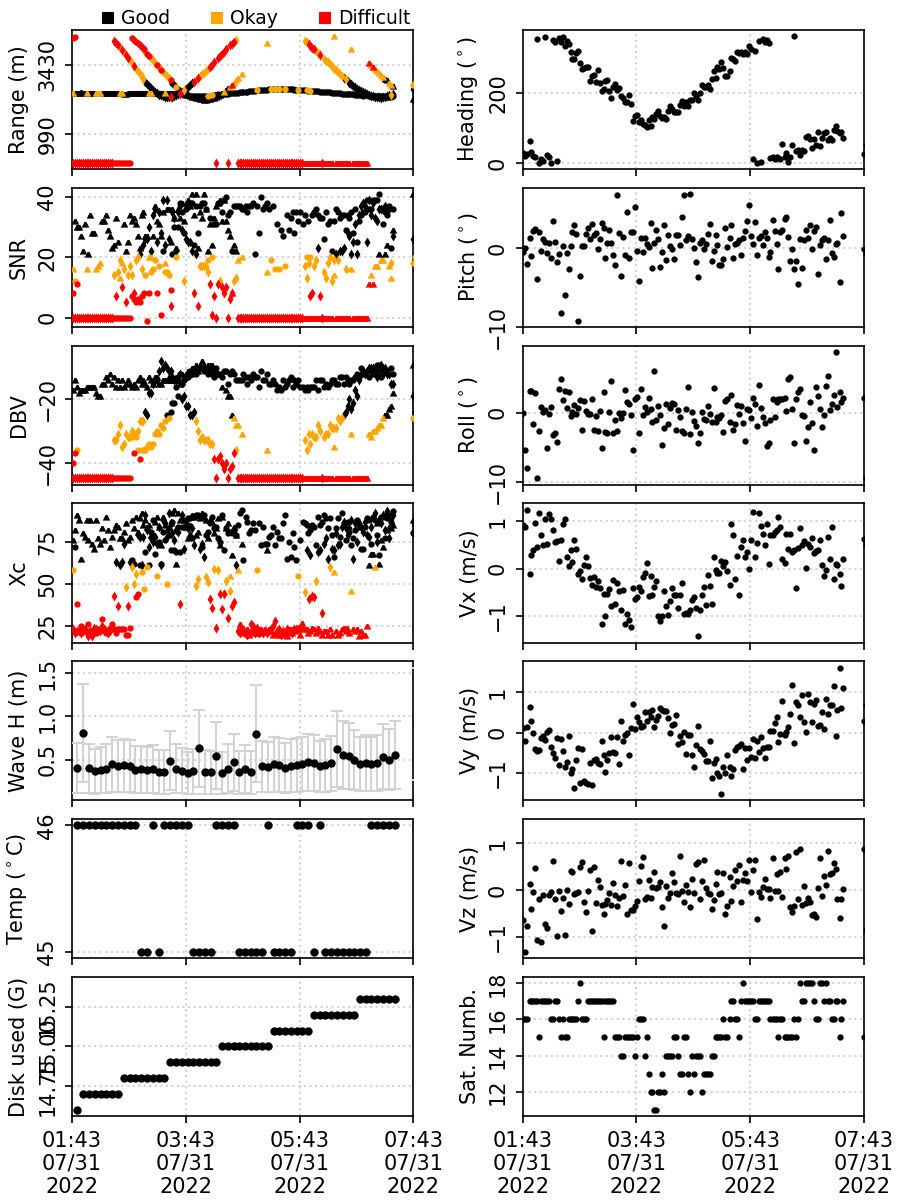 Good Okay Difficult
Range (m)
3430
990
Heading (°)
200
0
SNR
40
20
0
Pitch (°)
0
−10
DBV
−20
−40
Roll (°)
0
−10
Xc
75
50
25
Vx (m/s)
1
0
−1
Wave H (m)
1.5
1.0
0.5
Vy (m/s)
1
0
−1
Temp (°C)
46
45
Vz (m/s)
1
0
−1
Disk used (G)
15.25
15.00
14.75
Sat. Numb.
18
16
14
12
01:43 03:43 05:43 07:43 01:43 03:43 05:43 07:43
07/31 07/31 07/31 07/31 07/31 07/31 07/31 07/31
2022 2022 2022 2022 2022 2022 2022 2022